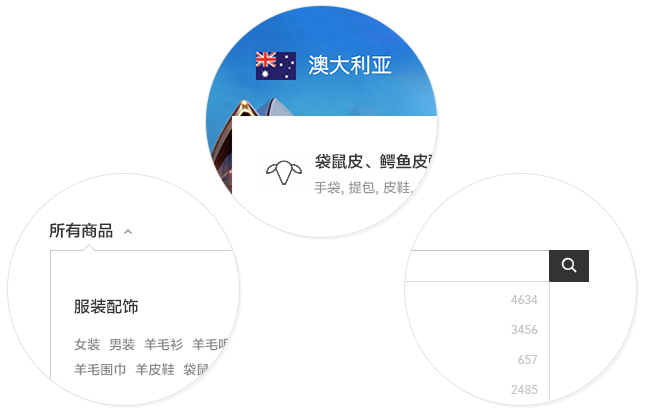 澳大利亚
袋鼠皮、鳄鱼皮
手袋, 提包, 皮鞋,
所有商品
服装配饰
女装 男装 羊毛衫 羊毛
羊毛围巾 羊皮鞋 袋鼠
4634
3456
657
2485